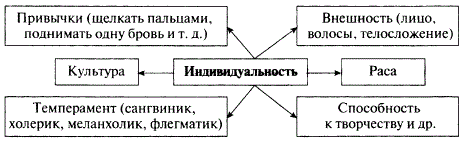 Привычки (щелкать пальцами,
поднимать одну бровь и т. д.)
Внешность (лицо,
волосы, телосложение)
Культура
Индивидуальность
Раса
Темперамент (сангвиник,
холерик, меланхолик, флегматик)
Способность
к творчеству и др.